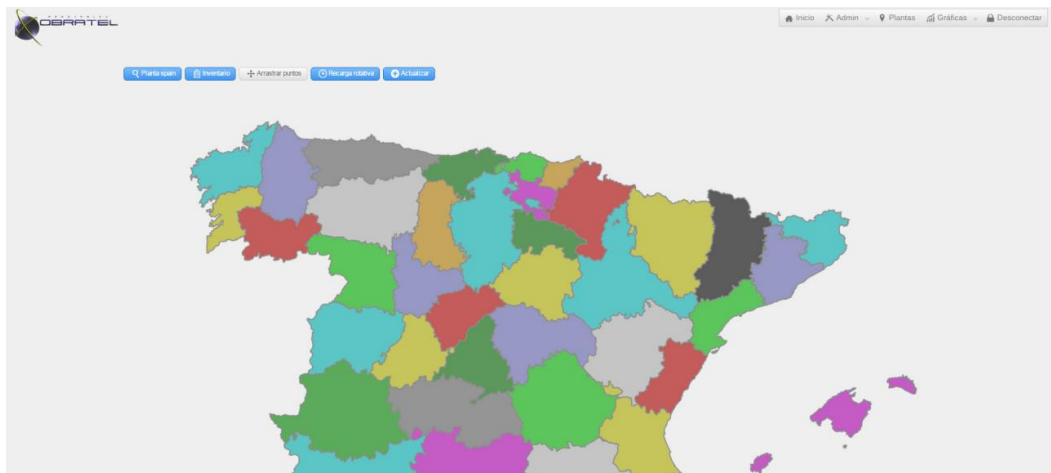 OBRATEL
Inicio Admin Plantas Gráficas Desconectar
Planta spain Inventario Arrastrar puntos Recarga rotativa Actualizar